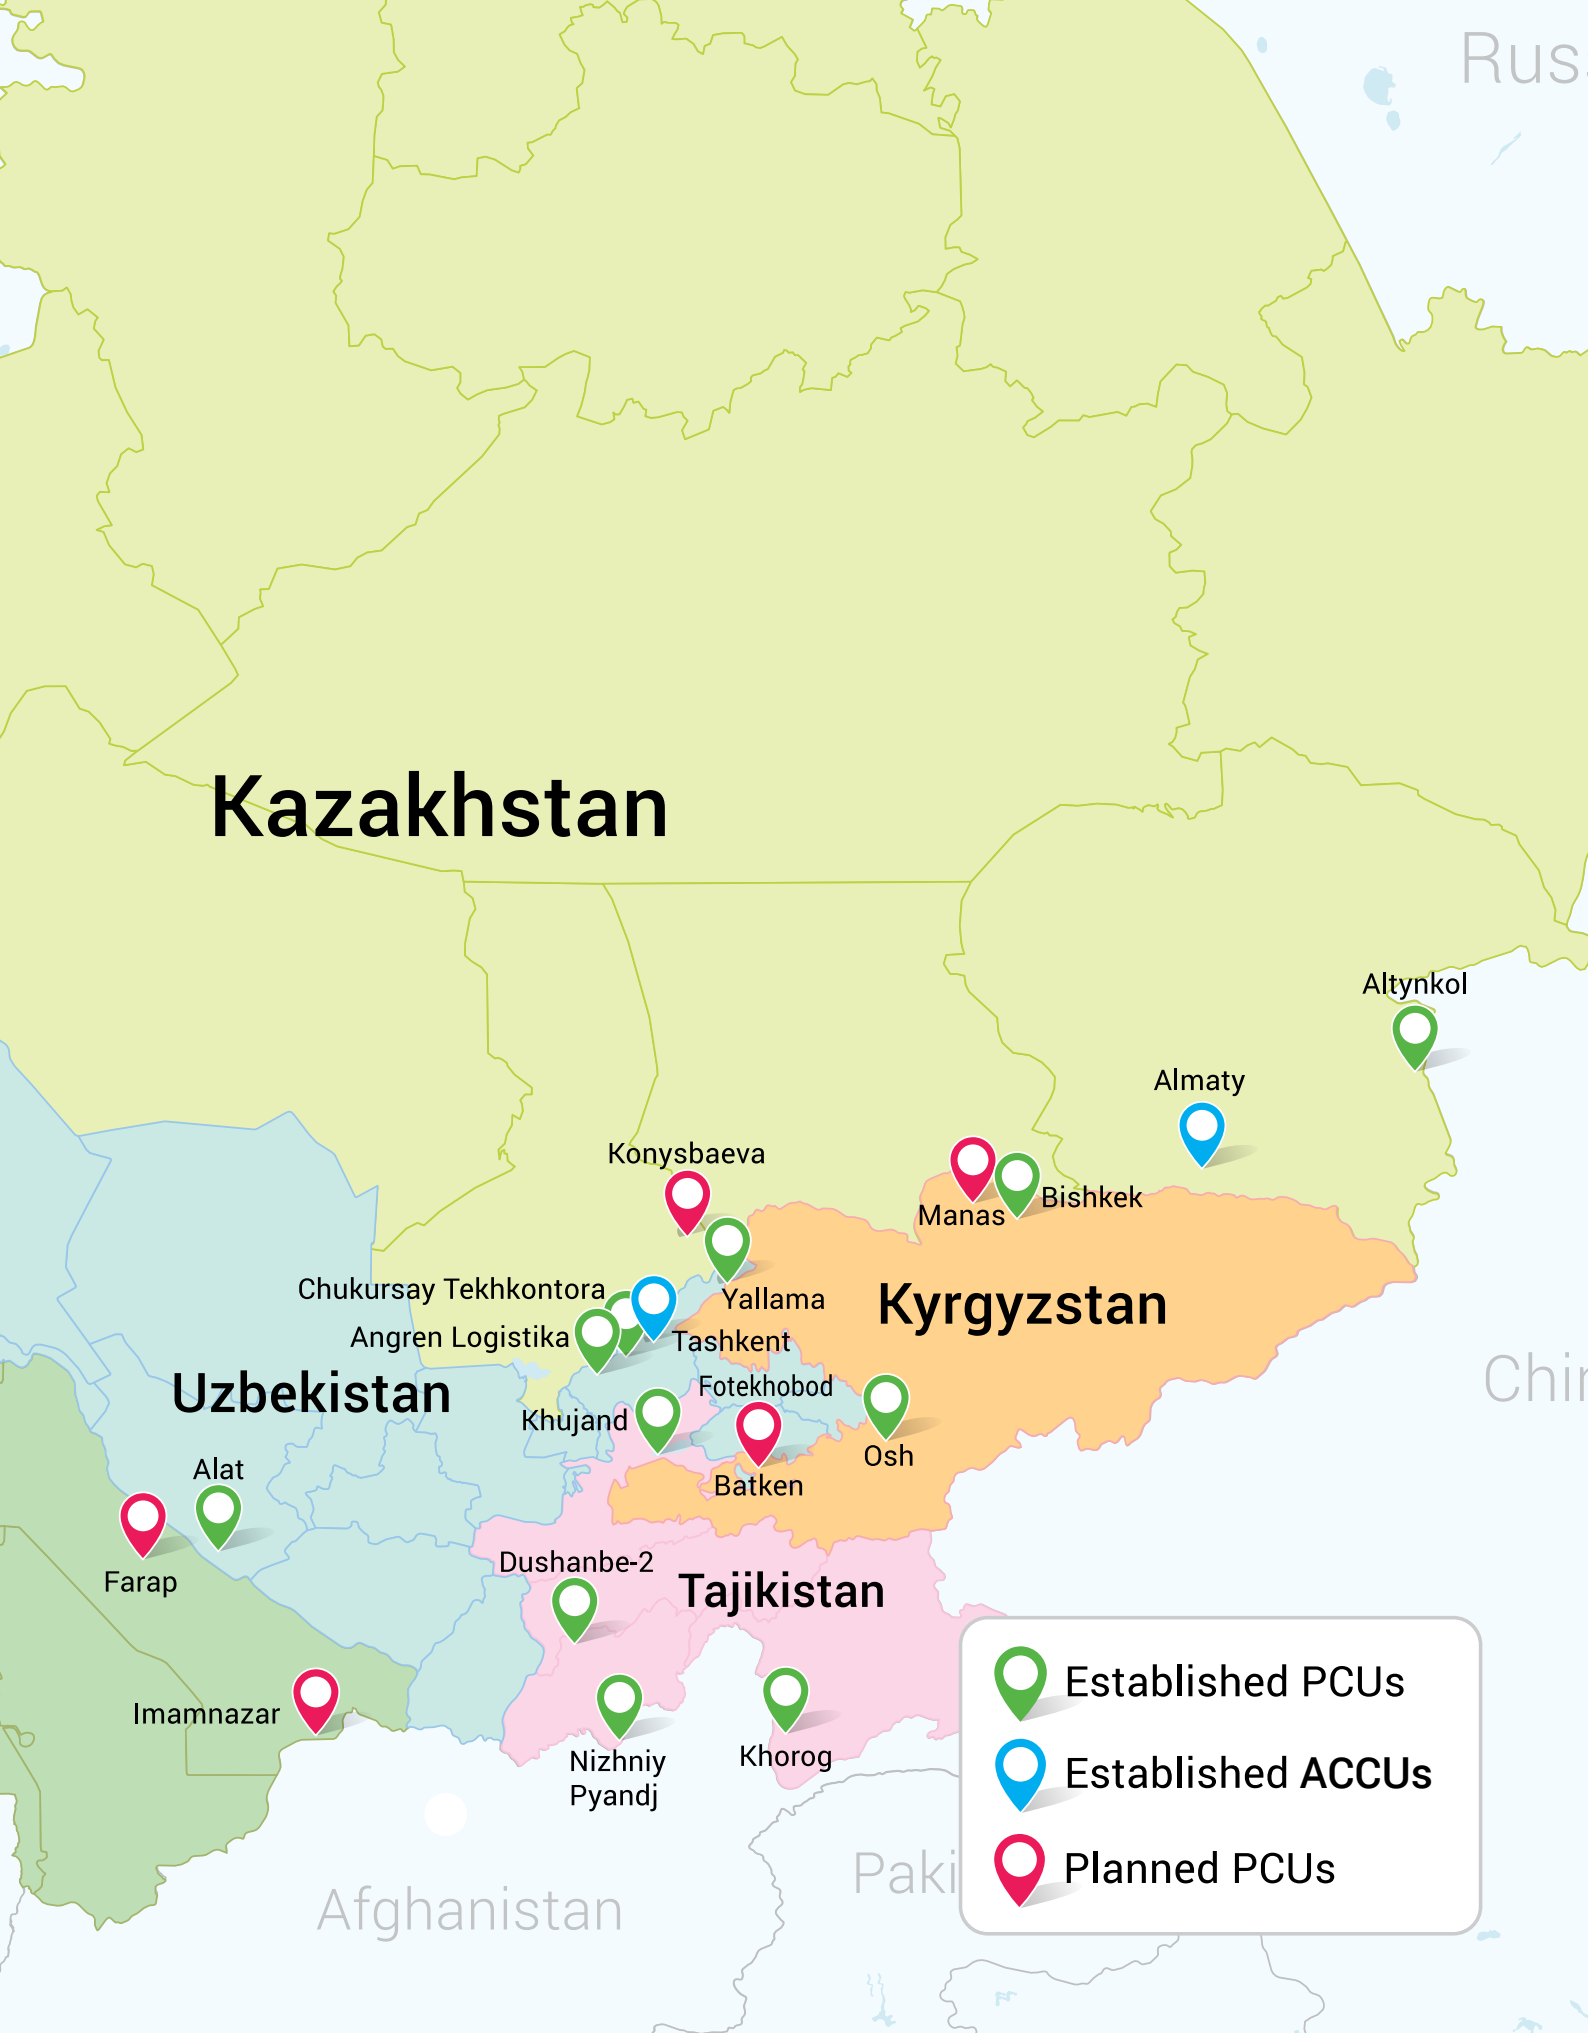 Rus
Kazakhstan
Altynkol
Almaty
Konysbaeva
Bishkek
Manas
Chukursay Tekhkontora
Yallama
Kyrgyzstan
Angren Logistika
Tashkent
Uzbekistan
Fotekhobod
Chin
Khujand
Osh
Alat
Batken
Dushanbe-2
Farap
Tajikistan
Established PCUs
Imamnazar
Nizhniy
Pyandj
Khorog
Established ACCUs
Planned PCUs
Paki
Afghanistan